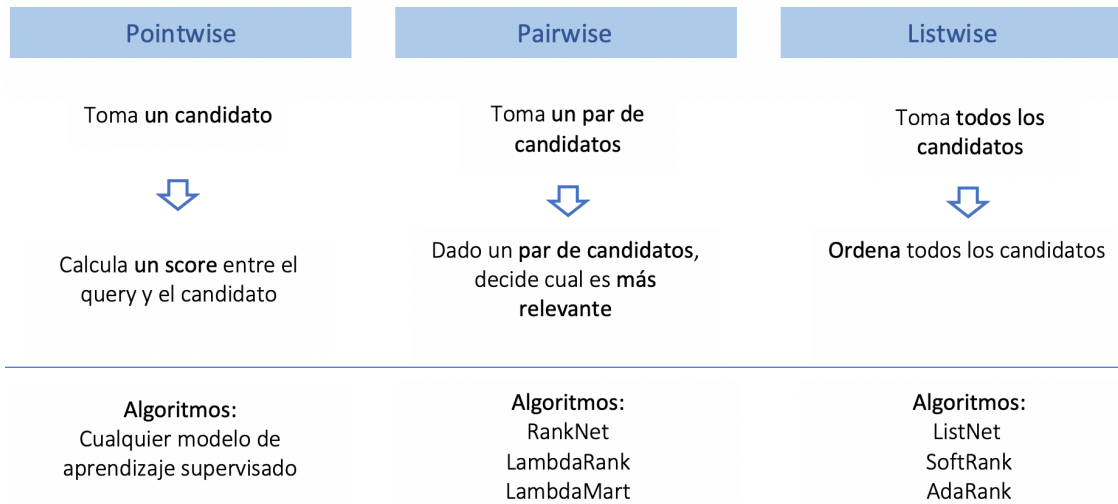 Pointwise
Toma un candidato
Calcula un score entre el
query y el candidato
Algoritmos:
Cualquier modelo de
aprendizaje supervisado
Pairwise
Toma un par de
candidatos
Dado un par de candidatos,
decide cual es más
relevante
Algoritmos:
RankNet
LambdaRank
LambdaMart
Listwise
Toma todos los
candidatos
Ordena todos los candidatos
Algoritmos:
ListNet
SoftRank
AdaRank